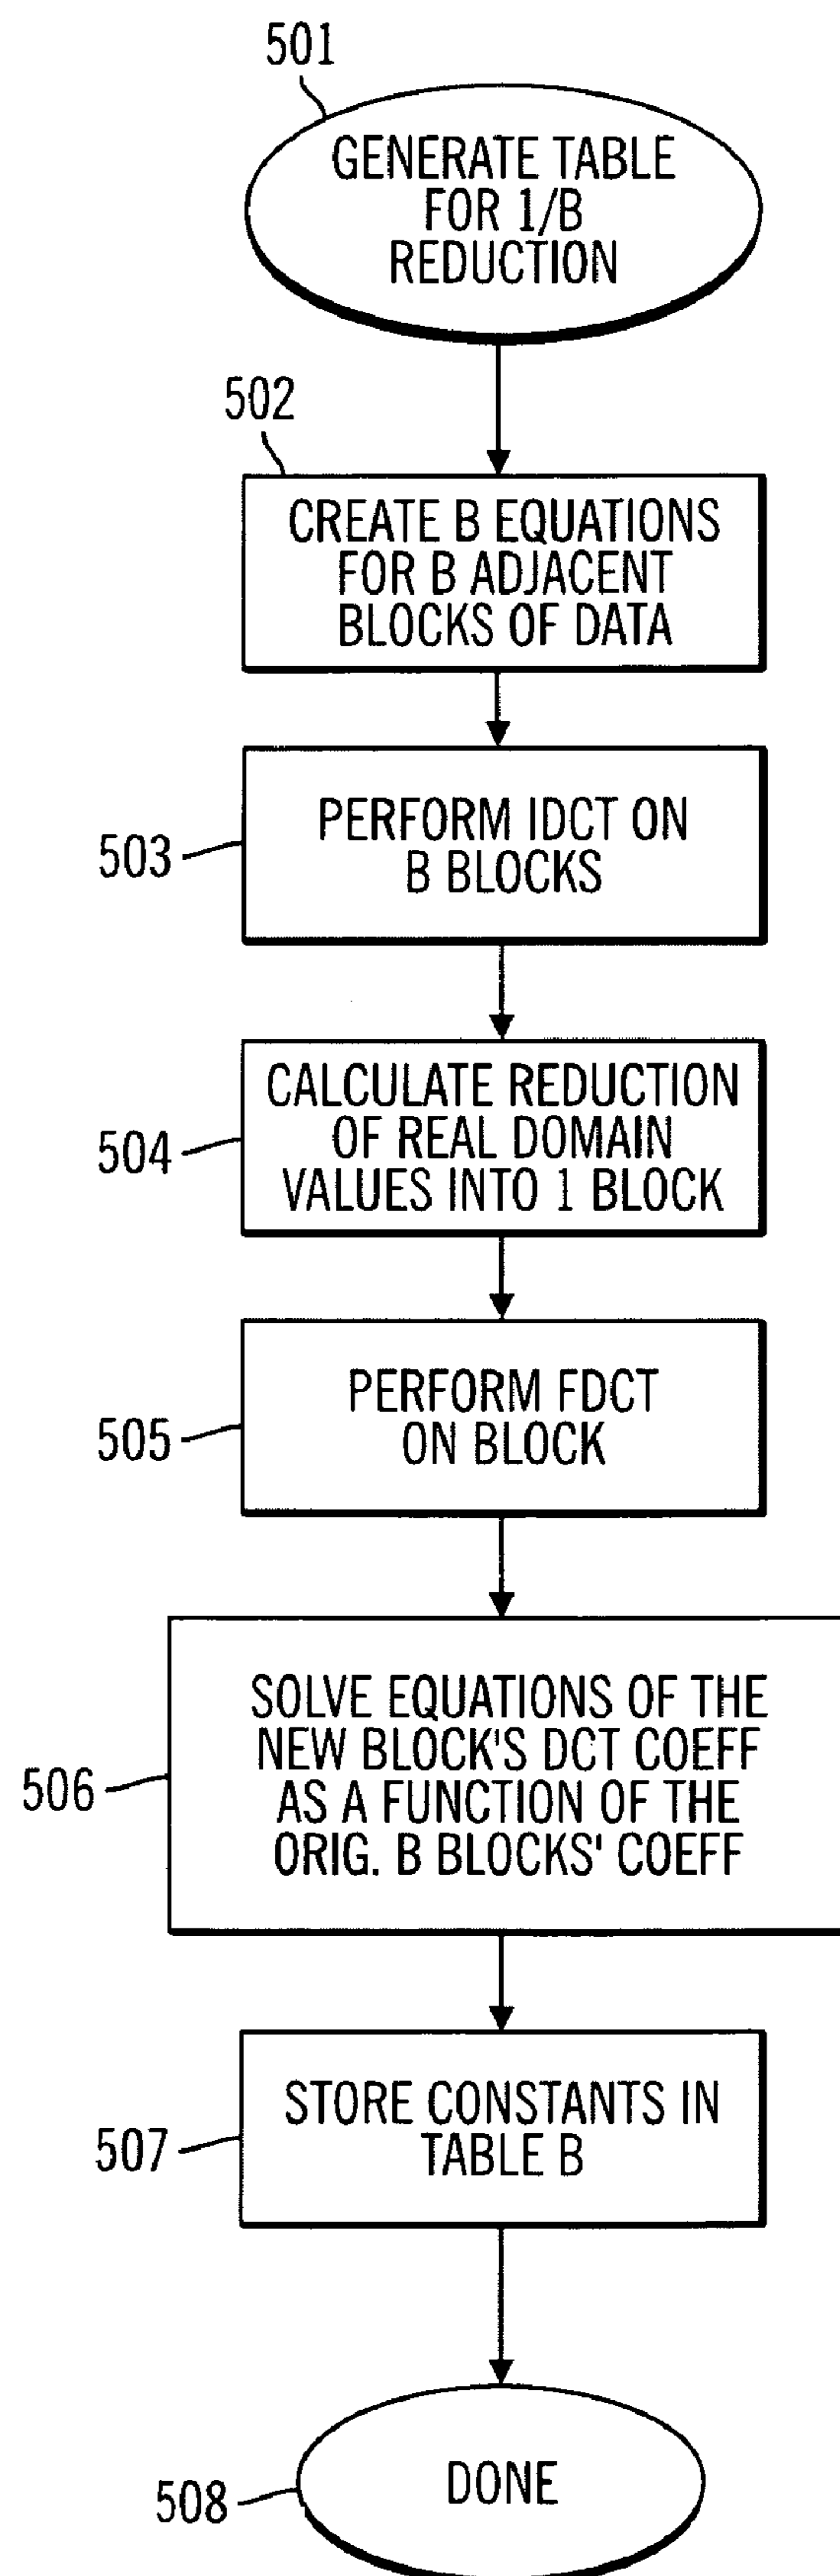 501
GENERATE TABLE
FOR 1/B
REDUCTION
502
CREATE B EQUATIONS
FOR B ADJACENT
BLOCKS OF DATA
503
PERFORM IDCT ON
B BLOCKS
504
CALCULATE REDUCTION
OF REAL DOMAIN
VALUES INTO 1 BLOCK
505
PERFORM FDCT
ON BLOCK
506
SOLVE EQUATIONS OF THE
NEW BLOCK'S DCT COEFF
AS A FUNCTION OF THE
ORIG. B BLOCKS' COEFF
507
STORE CONSTANTS IN
TABLE B
508
DONE